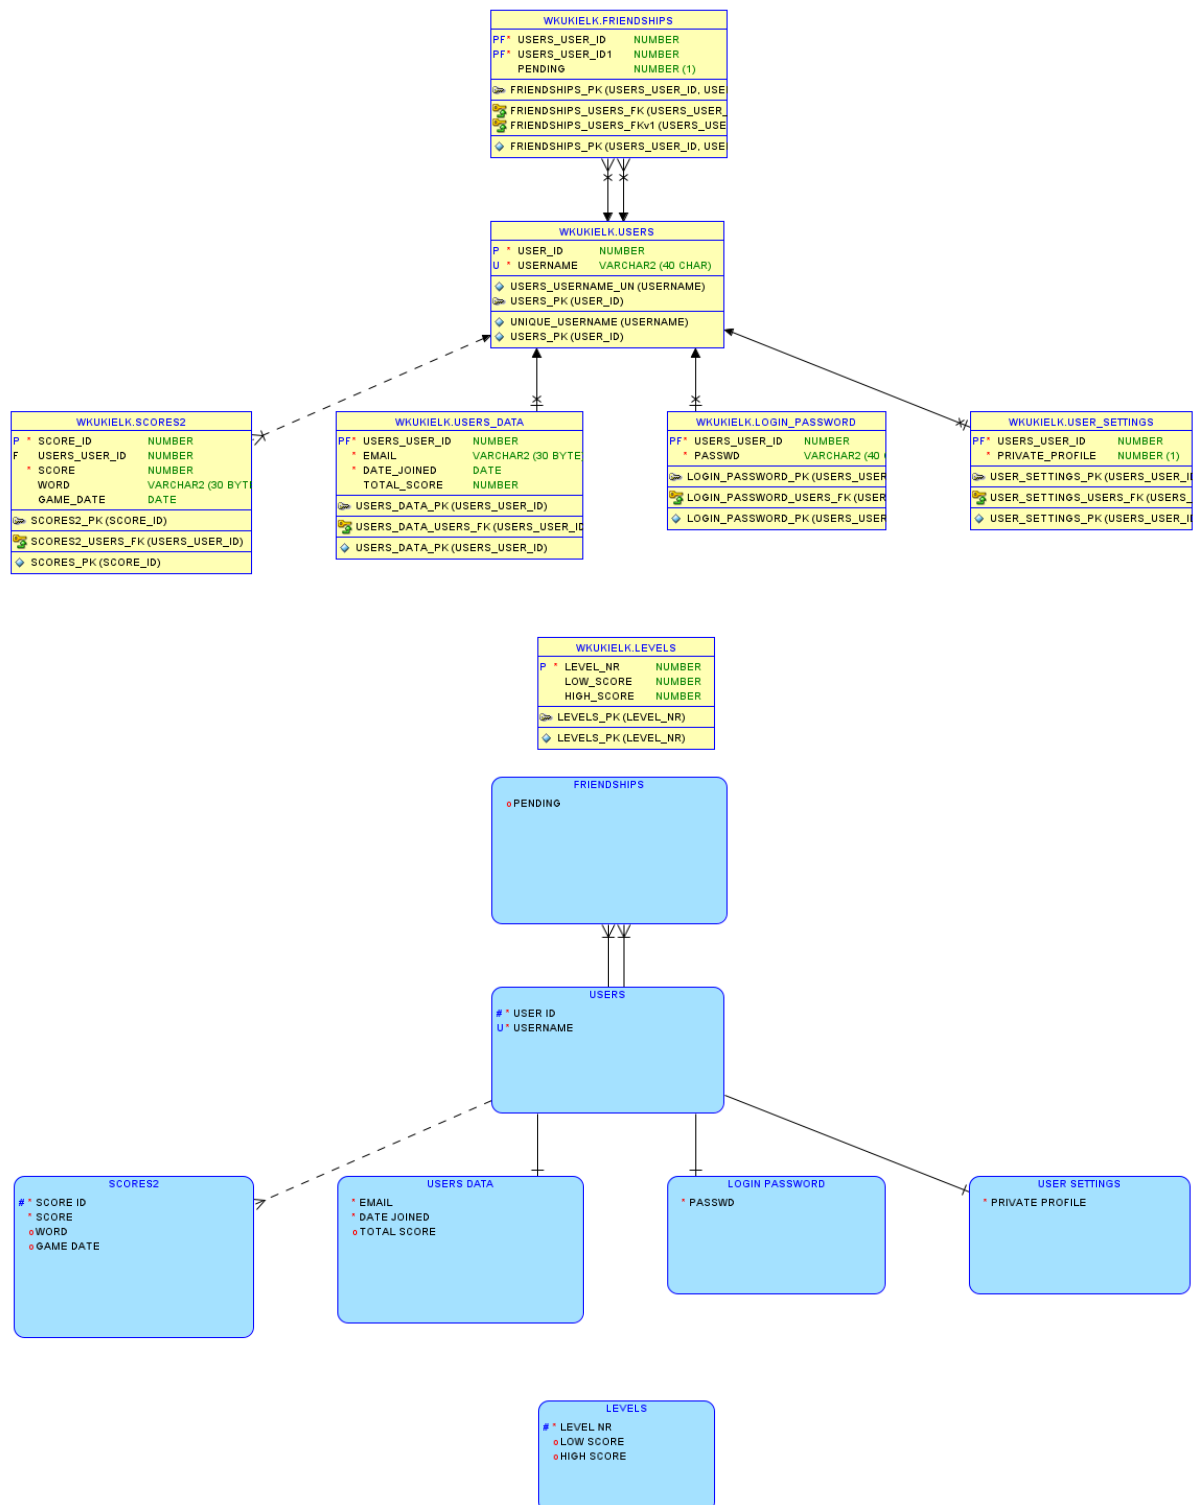 WKUKIELK.FRIENDSHIPS
PF* USERS_USER_ID NUMBER
PF* USERS_USER_ID1 NUMBER
PENDING NUMBER (1)
FRIENDSHIPS_PK (USERS_USER_ID, USE
FRIENDSHIPS_USERS_FK (USERS_USER_
FRIENDSHIPS_USERS_FKv1 (USERS_USE
FRIENDSHIPS_PK (USERS_USER_ID, USE
WKUKIELK.USERS
P * USER_ID NUMBER
U * USERNAME VARCHAR2 (40 CHAR)
USERS_USERNAME_UN (USERNAME)
USERS_PK (USER_ID)
UNIQUE_USERNAME (USERNAME)
USERS_PK (USER_ID)
WKUKIELK.SCORES2
P * SCORE_ID NUMBER
F USERS_USER_ID NUMBER
* SCORE NUMBER
WORD VARCHAR2 (30 BYTE
GAME_DATE DATE
SCORES2_PK (SCORE_ID)
SCORES2_USERS_FK (USERS_USER_ID)
SCORES_PK (SCORE_ID)
WKUKIELK.USERS_DATA
PF* USERS_USER_ID NUMBER
* EMAIL VARCHAR2 (30 BYTE)
* DATE_JOINED DATE
TOTAL_SCORE NUMBER
USERS_DATA_PK (USERS_USER_ID)
USERS_DATA_USERS_FK (USERS_USER_ID
USERS_DATA_PK (USERS_USER_ID)
WKUKIELK.LOGIN_PASSWORD
PF* USERS_USER_ID NUMBER
* PASSWD VARCHAR2 (40
LOGIN_PASSWORD_PK (USERS_USER
LOGIN_PASSWORD_USERS_FK (USER
LOGIN_PASSWORD_PK (USERS_USER
WKUKIELK.USER_SETTINGS
PF* USERS_USER_ID NUMBER
* PRIVATE_PROFILE NUMBER (1)
USER_SETTINGS_PK (USERS_USER_I
USER_SETTINGS_USERS_FK (USERS_
USER_SETTINGS_PK (USERS_USER_I
WKUKIELK.LEVELS
P * LEVEL_NR NUMBER
LOW_SCORE NUMBER
HIGH_SCORE NUMBER
LEVELS_PK (LEVEL_NR)
LEVELS_PK (LEVEL_NR)
FRIENDSHIPS
o PENDING
USERS
# * USER ID
U * USERNAME
SCORES2
# * SCORE ID
* SCORE
o WORD
o GAME DATE
USERS DATA
* EMAIL
* DATE JOINED
o TOTAL SCORE
LOGIN PASSWORD
* PASSWD
USER SETTINGS
* PRIVATE PROFILE
LEVELS
# * LEVEL NR
o LOW SCORE
o HIGH SCORE